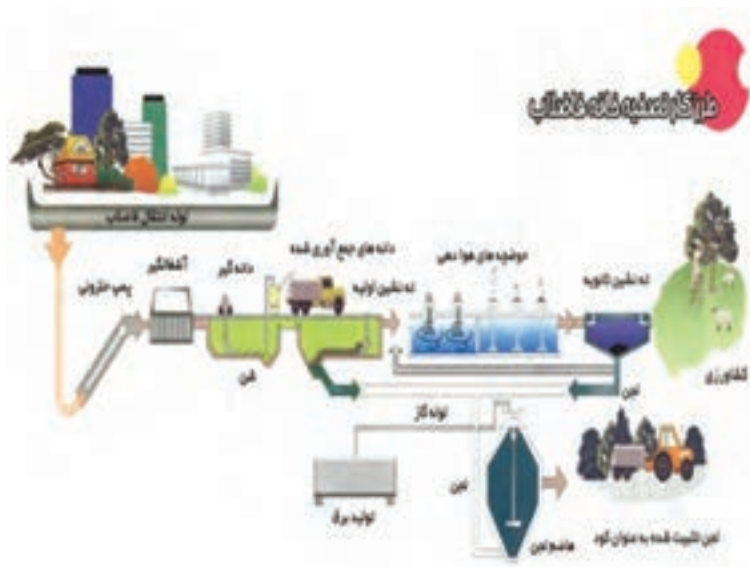 طرز کار تصفیه خانه فاضلاب
لوله انتقال فاضلاب
پمپ حلزونی
آشغالگیر
دانه گیر
دانه های جمع آوری شده
ته نشین اولیه
حوضچه های هوا دهی
ته نشین ثانویه
کشاورزی
شن
لجن
لوله گاز
تولید برق
لجن
هاضم لجن
لجن تثبیت شده به عنوان کود